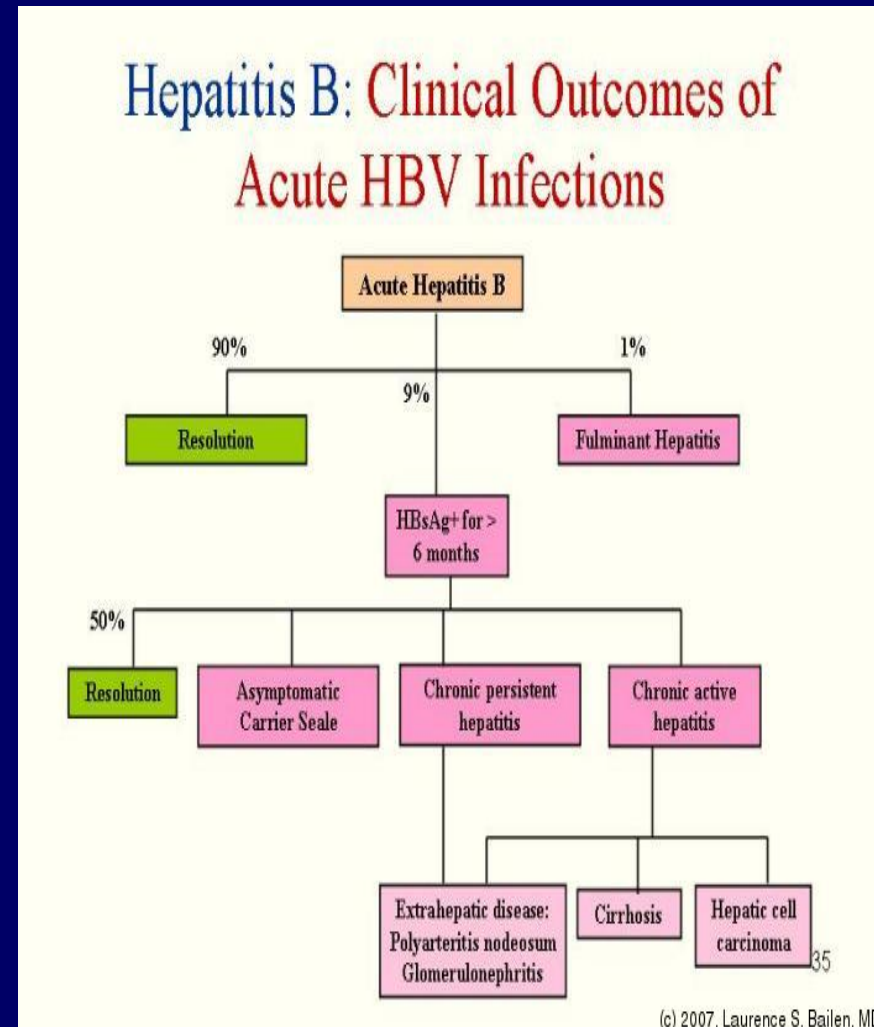 Hepatitis B: Clinical Outcomes of
Acute HBV Infections
Acute Hepatitis B
90%
1%
9%
Resolution
Fulminant Hepatitis
HBsAg+ for >
6 months
50%
Resolution
Asymptomatic
Carrier Seale
Chronic persistent
hepatitis
Chronic active
hepatitis
Extrahepatic disease:
Polyarteritis nodeosum
Glomerulonephritis
Cirrhosis
Hepatic cell
carcinoma
35
(c) 2007, Laurence S. Bailen, MD